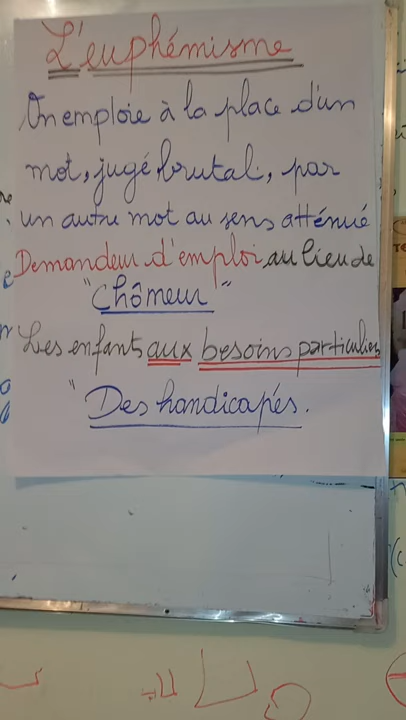 L'euphémisme
On emploie à la place d'un
mot, jugé brutal, par
un autre mot au sens atténué
Demandeur d'emploi au lieu de
"Chômeur"
Les enfants aux besoins particuliers
"Des handicapés.